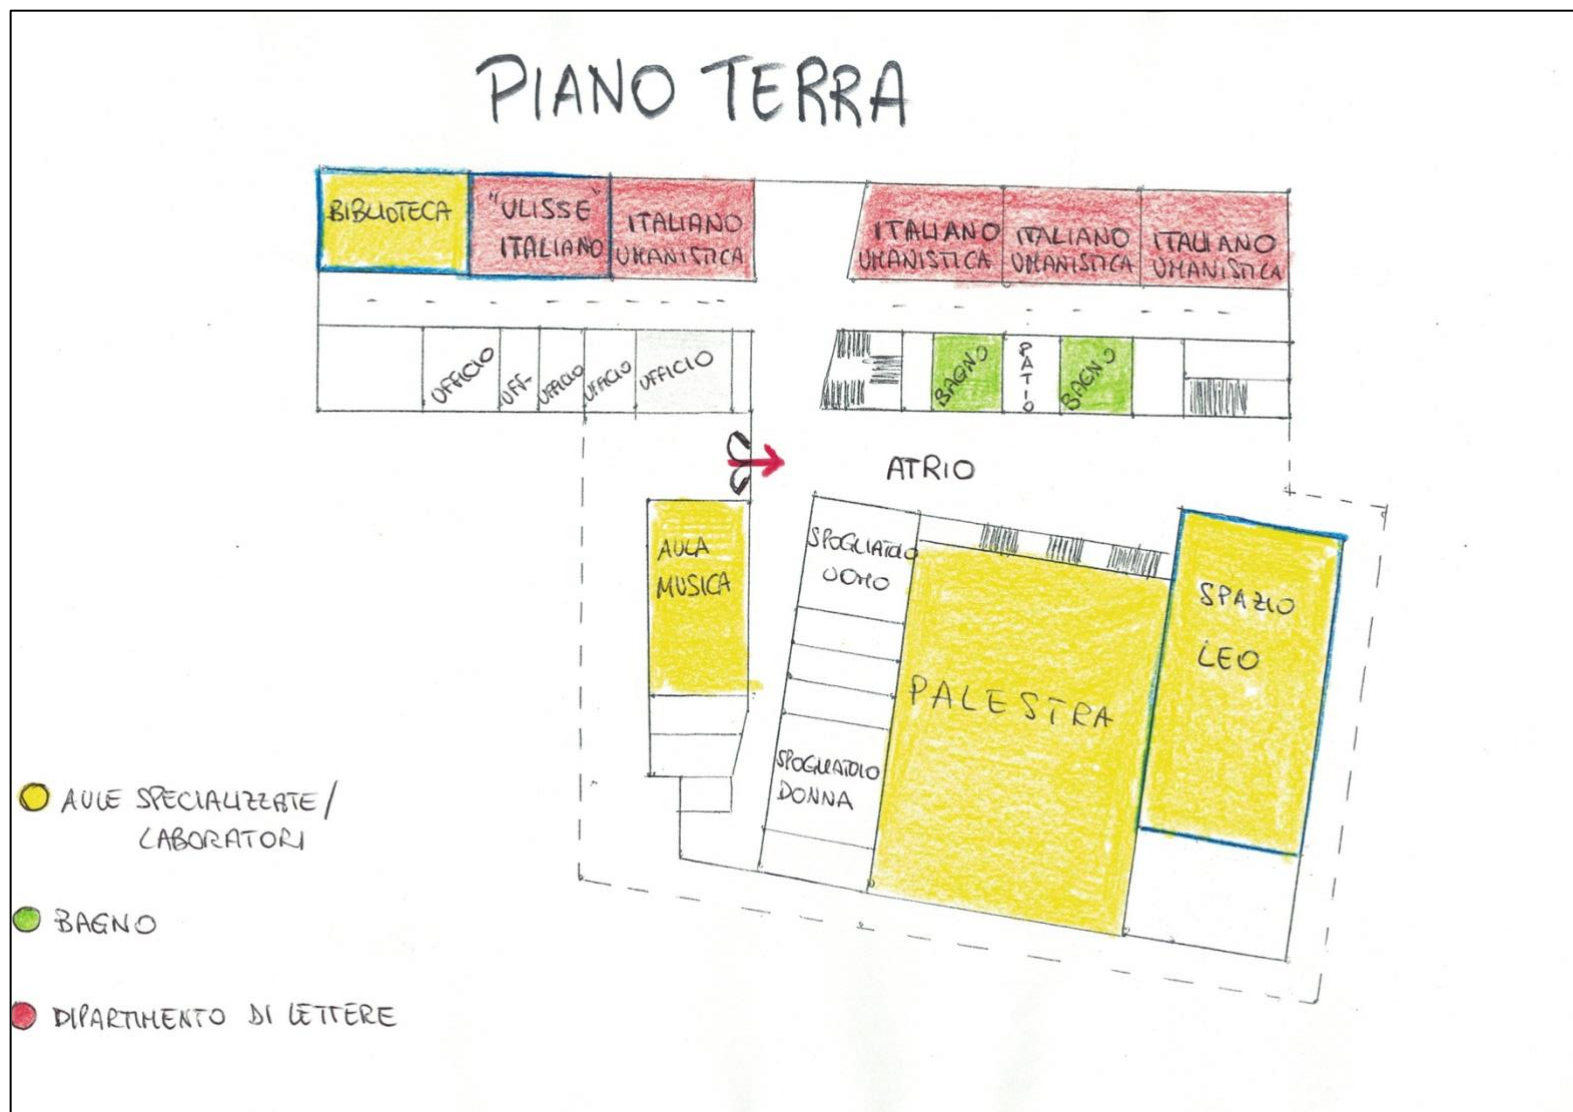 PIANO TERRA
BIBLIOTECA
"ULISSE"
ITALIANO
ITALIANO
UMANISTICA
ITALIANO
UMANISTICA
ITALIANO
UMANISTICA
ITALIANO
UMANISTICA
UFFICIO
UFF-
UFFICIO
UFFICIO
UFFICIO
BAGNO
PATIO
BAGNO
ATRIO
AULA
MUSICA
SPOGLIATOIO
UOMO
SPOGLIATOIO
DONNA
PALESTRA
SPAZIO
LEO
AULE SPECIALIZZATE/
LABORATORI
BAGNO
DIPARTIMENTO DI LETTERE